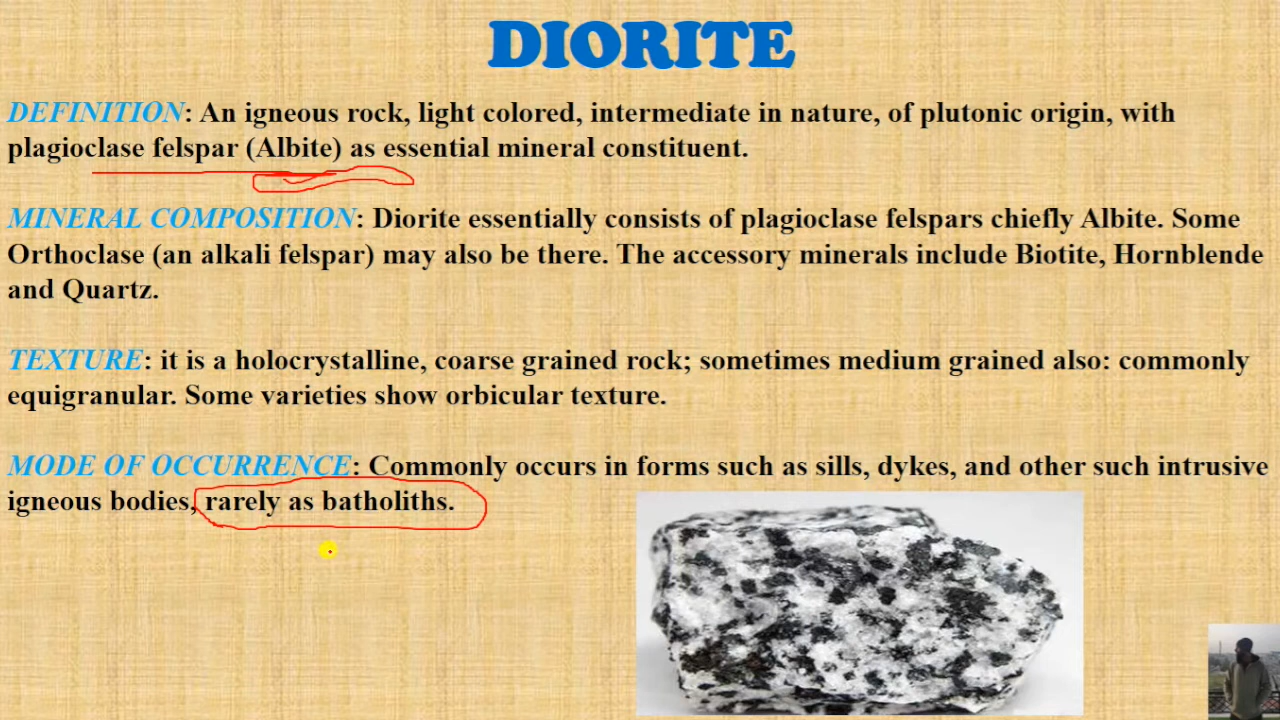 DIORITE
DEFINITION: An igneous rock, light colored, intermediate in nature, of plutonic origin, with
plagioclase felspar (Albite) as essential mineral constituent.
MINERAL COMPOSITION: Diorite essentially consists of plagioclase felspars chiefly Albite. Some
Orthoclase (an alkali felspar) may also be there. The accessory minerals include Biotite, Hornblende
and Quartz.
TEXTURE: it is a holocrystalline, coarse grained rock; sometimes medium grained also: commonly
equigranular. Some varieties show orbicular texture.
MODE OF OCCURRENCE: Commonly occurs in forms such as sills, dykes, and other such intrusive
igneous bodies, rarely as batholiths.